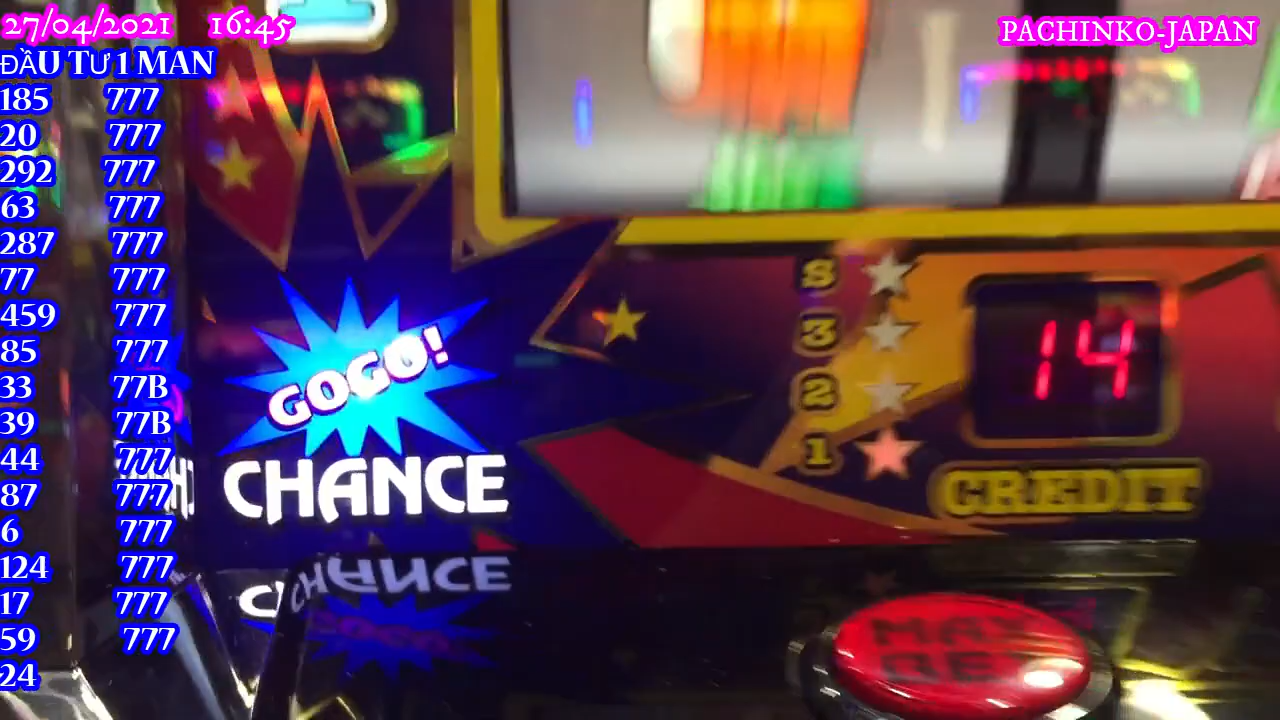 27/04/2021 16:45
PACHINKO-JAPAN
ĐẦU TƯ 1 MAN
185 777
20 777
292 777
63 777
287 777
77 777
459 777
85 777
33 77B
39 77B
44 777
87 777
6 777
124 777
17 777
59 777
24
GOGO!
CHANCE
3
2
1
14
CREDIT
MAX
BET